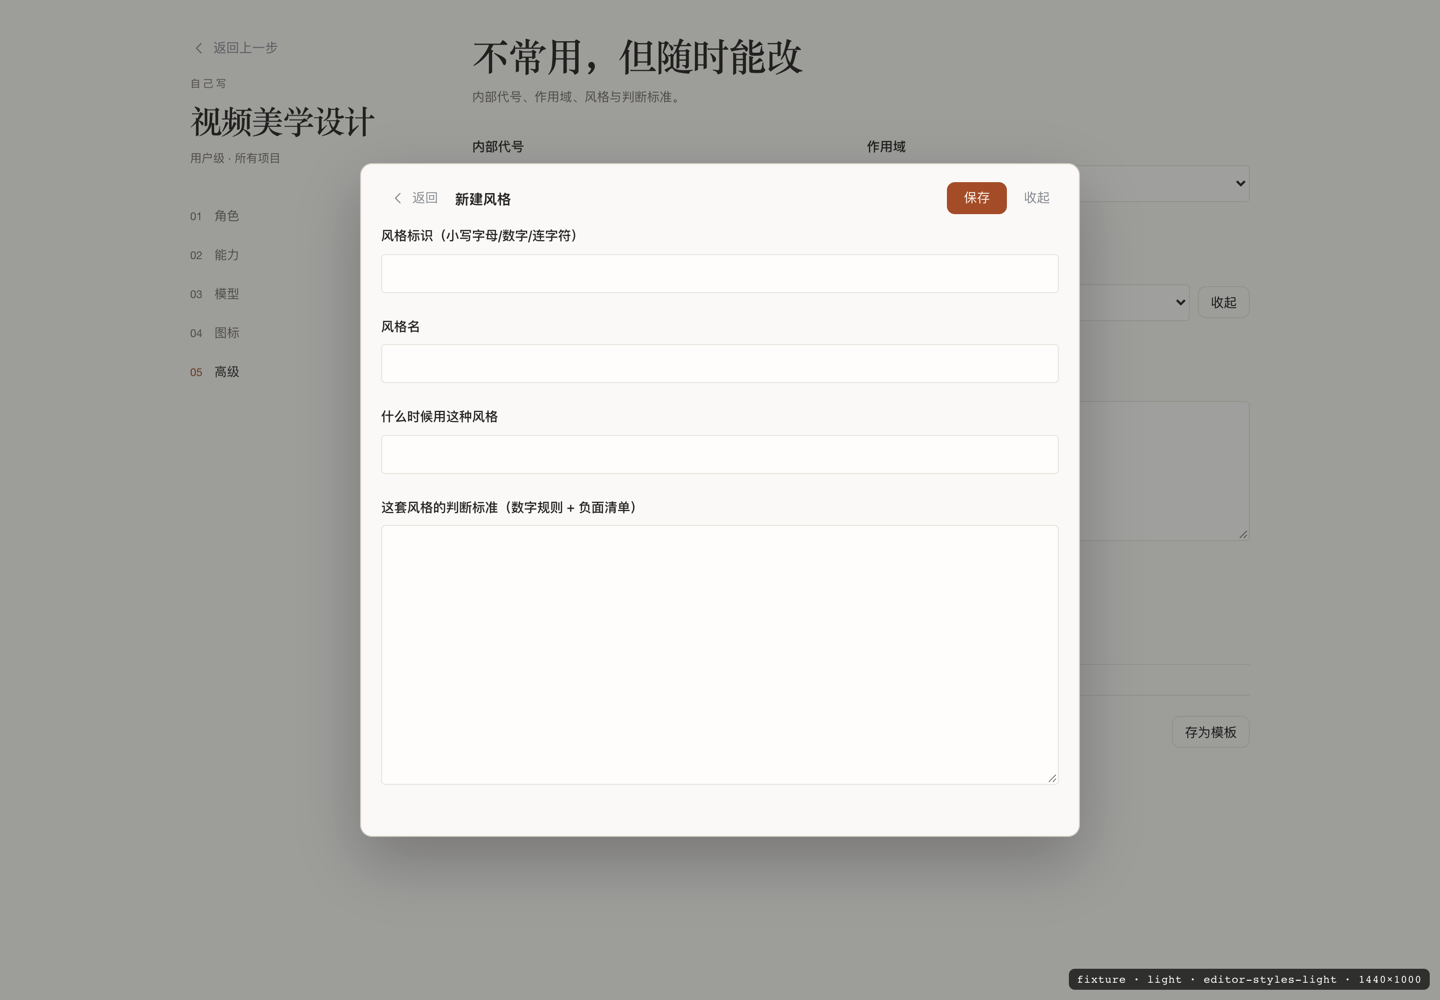 返回上一步
自己写
视频美学设计
用户级 · 所有项目
01 角色
02 能力
03 模型
04 图标
05 高级
不常用，但随时能改
内部代号、作用域、风格与判断标准。
内部代号
作用域
收起
存为模板
返回 新建风格 保存 收起
风格标识（小写字母/数字/连字符）
风格名
什么时候用这种风格
这套风格的判断标准（数字规则 + 负面清单）
fixture · light · editor-styles-light · 1440×1000